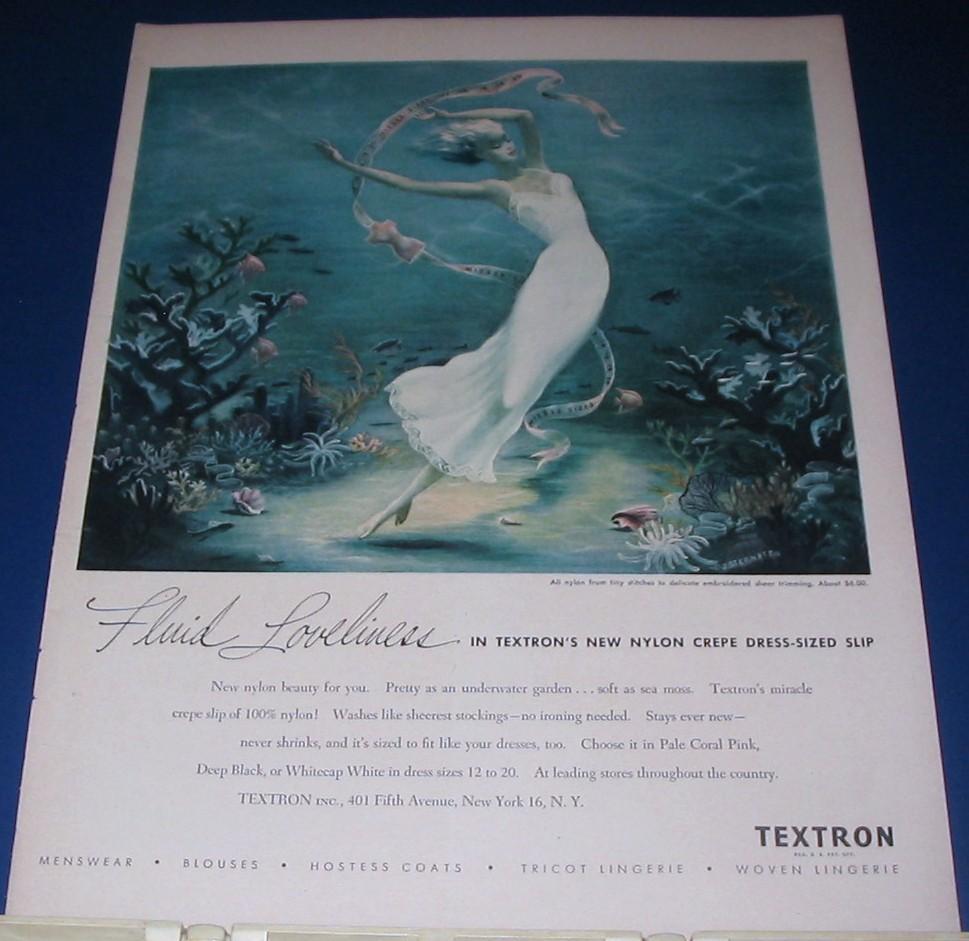 DRESS SIZED
All nylon from tiny stitches to delicate embroidered sheer trimming. About $6.00.
Fluid Loveliness IN TEXTRON'S NEW NYLON CREPE DRESS-SIZED SLIP
New nylon beauty for you. Pretty as an underwater garden . . . soft as sea moss. Textron's miracle
crepe slip of 100% nylon! Washes like sheerest stockings—no ironing needed. Stays ever new—
never shrinks, and it's sized to fit like your dresses, too. Choose it in Pale Coral Pink,
Deep Black, or Whitecap White in dress sizes 12 to 20. At leading stores throughout the country.
TEXTRON INC., 401 Fifth Avenue, New York 16, N. Y.
TEXTRON
REG. U. S. PAT. OFF.
MENSWEAR • BLOUSES • HOSTESS COATS • TRICOT LINGERIE • WOVEN LINGERIE